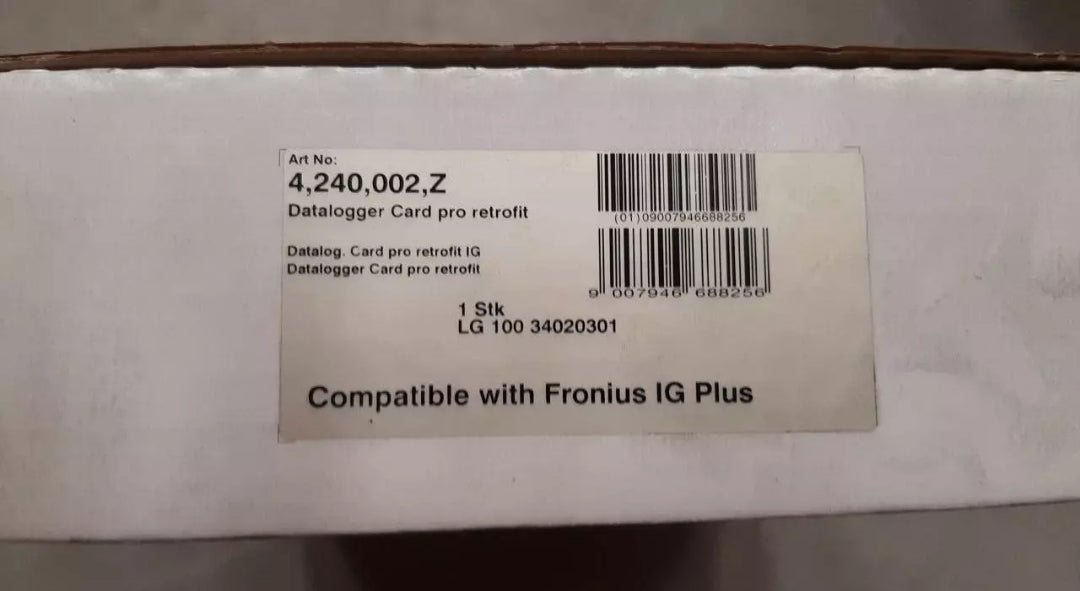 Art No:
4,240,002,Z
Datalogger Card pro retrofit
Datalog. Card pro retrofit IG
Datalogger Card pro retrofit
(01)09007946688256
9 007946 688256
1 Stk
LG 100 34020301
Compatible with Fronius IG Plus